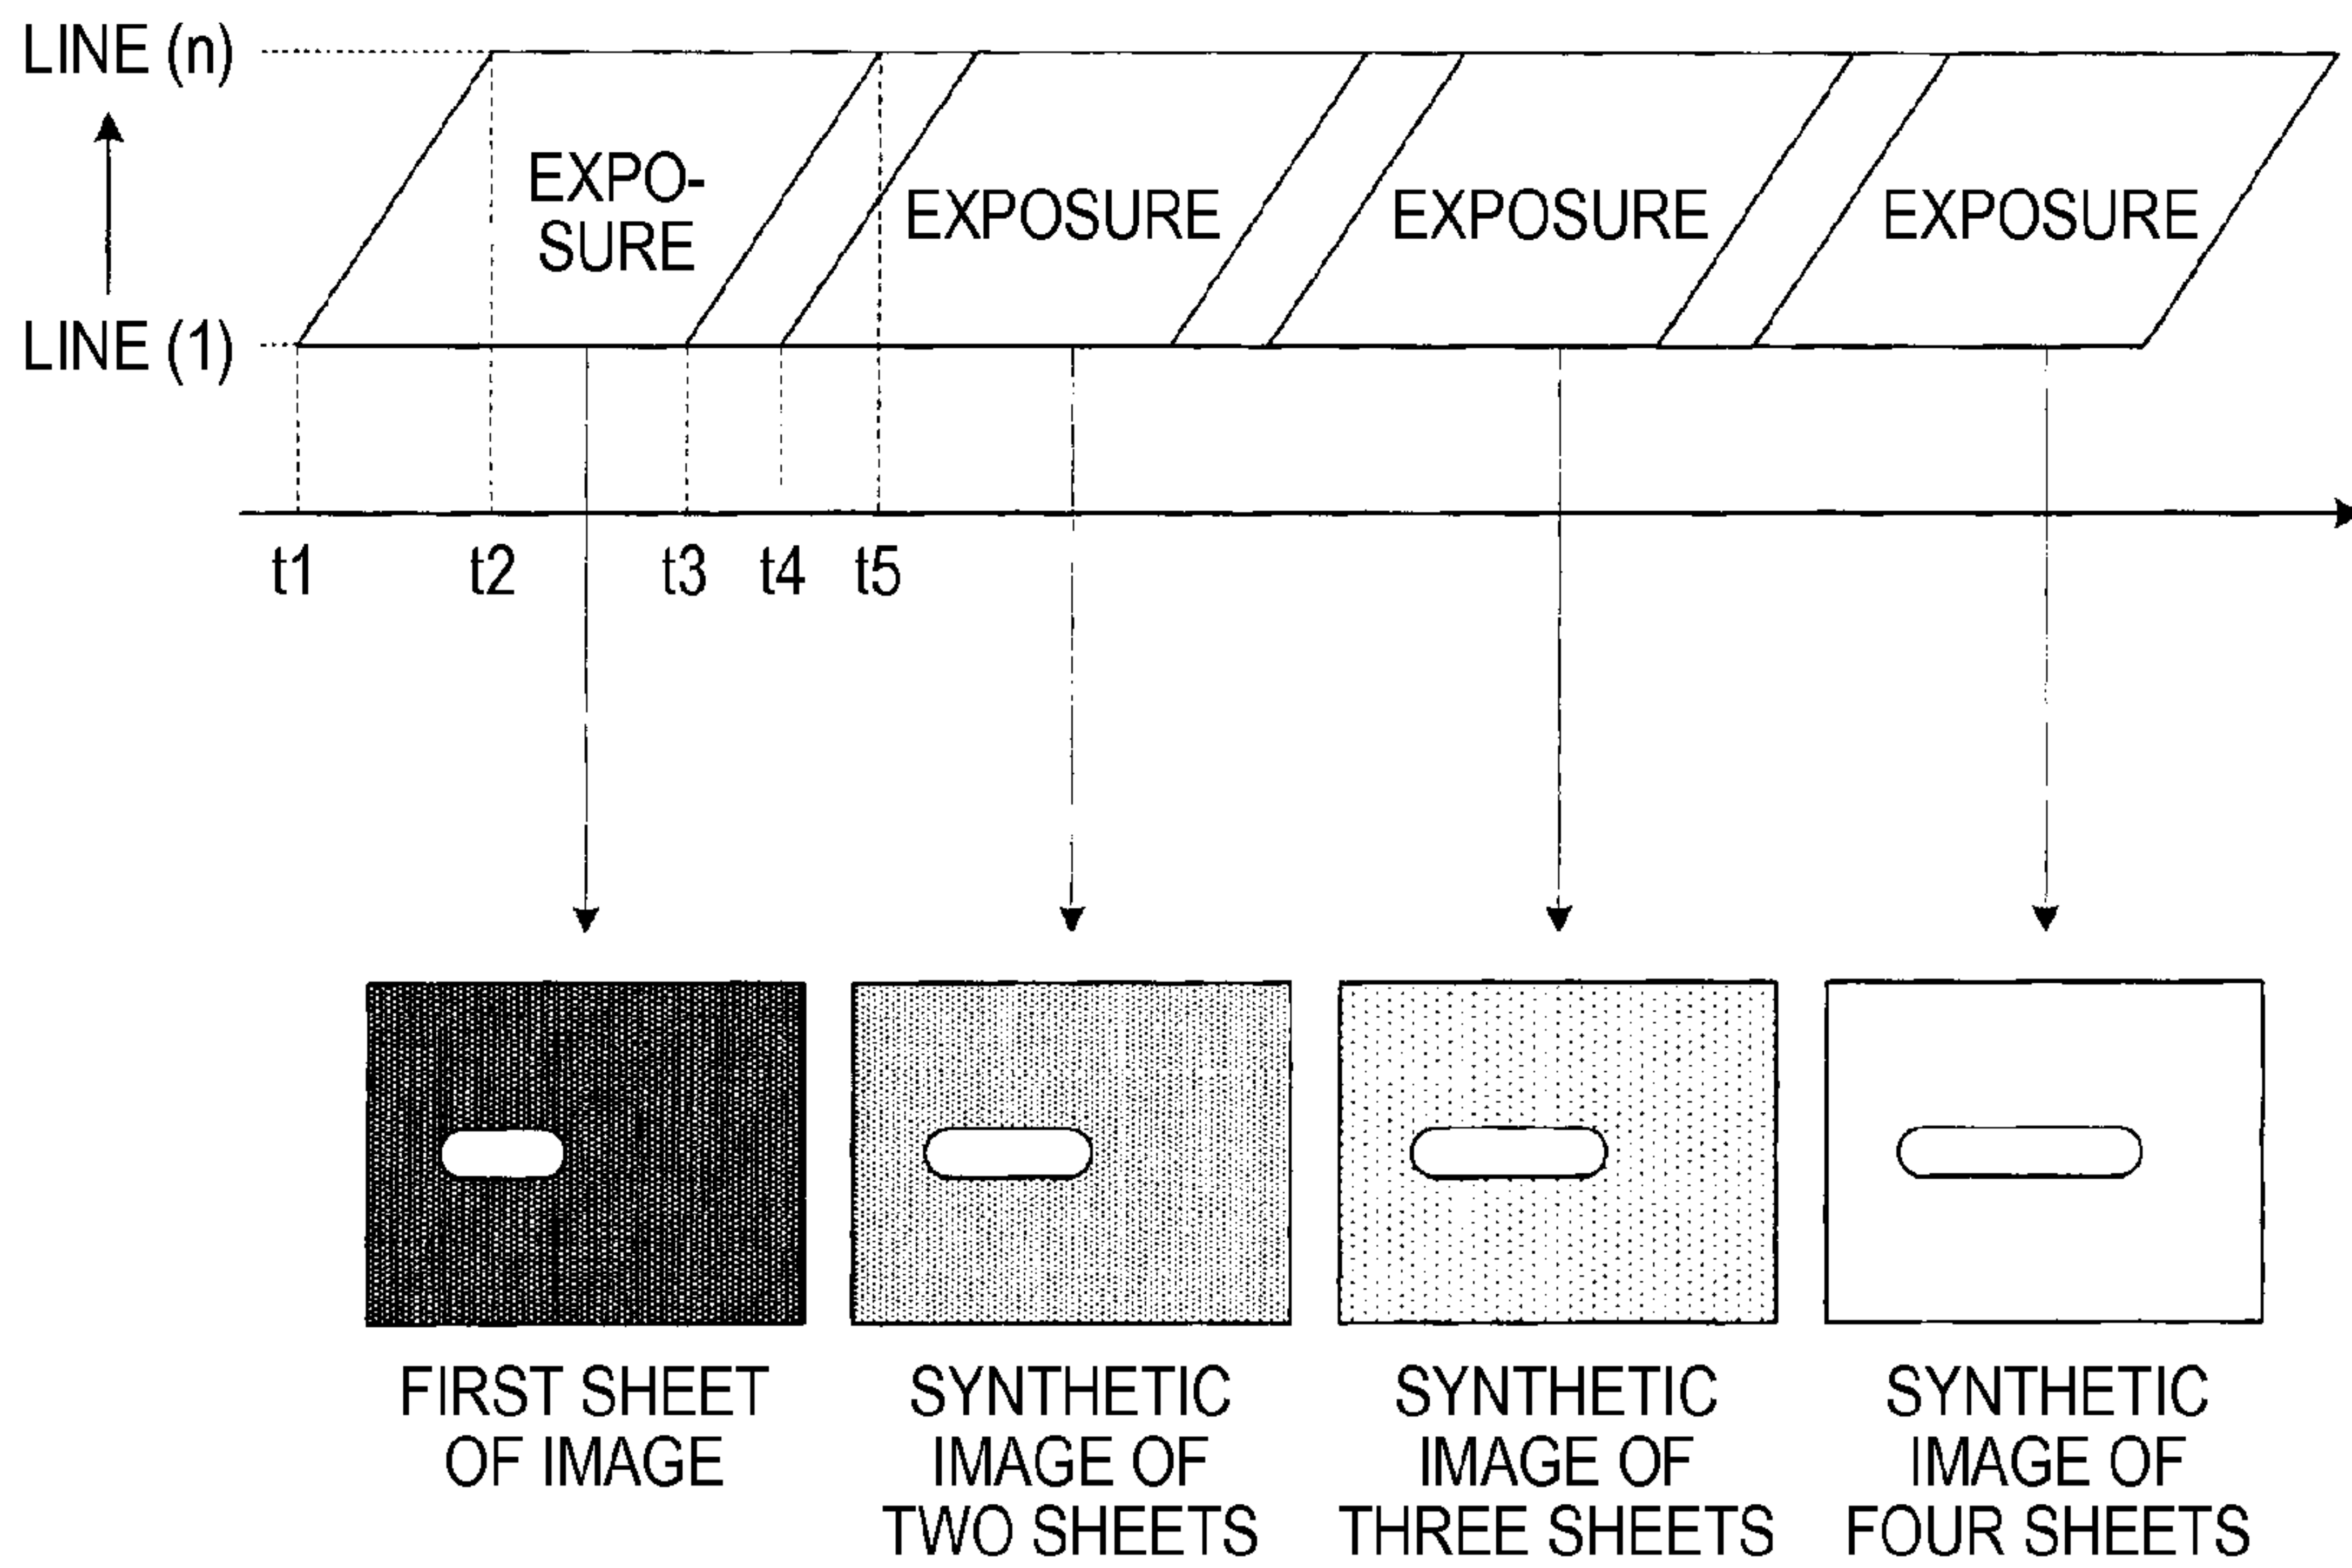 LINE (n)
EXPO-
SURE
EXPOSURE
EXPOSURE
EXPOSURE
LINE (1)
t1
t2
t3
t4
t5
FIRST SHEET
OF IMAGE
SYNTHETIC
IMAGE OF
TWO SHEETS
SYNTHETIC
IMAGE OF
THREE SHEETS
SYNTHETIC
IMAGE OF
FOUR SHEETS